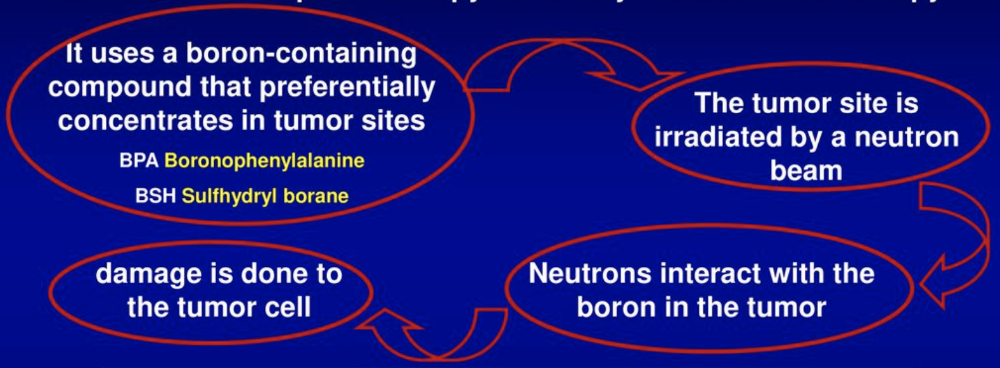 It uses a boron-containing
compound that preferentially
concentrates in tumor sites
BPA Boronophenylalanine
BSH Sulfhydryl borane
The tumor site is
irradiated by a neutron
beam
Neutrons interact with the
boron in the tumor
damage is done to
the tumor cell